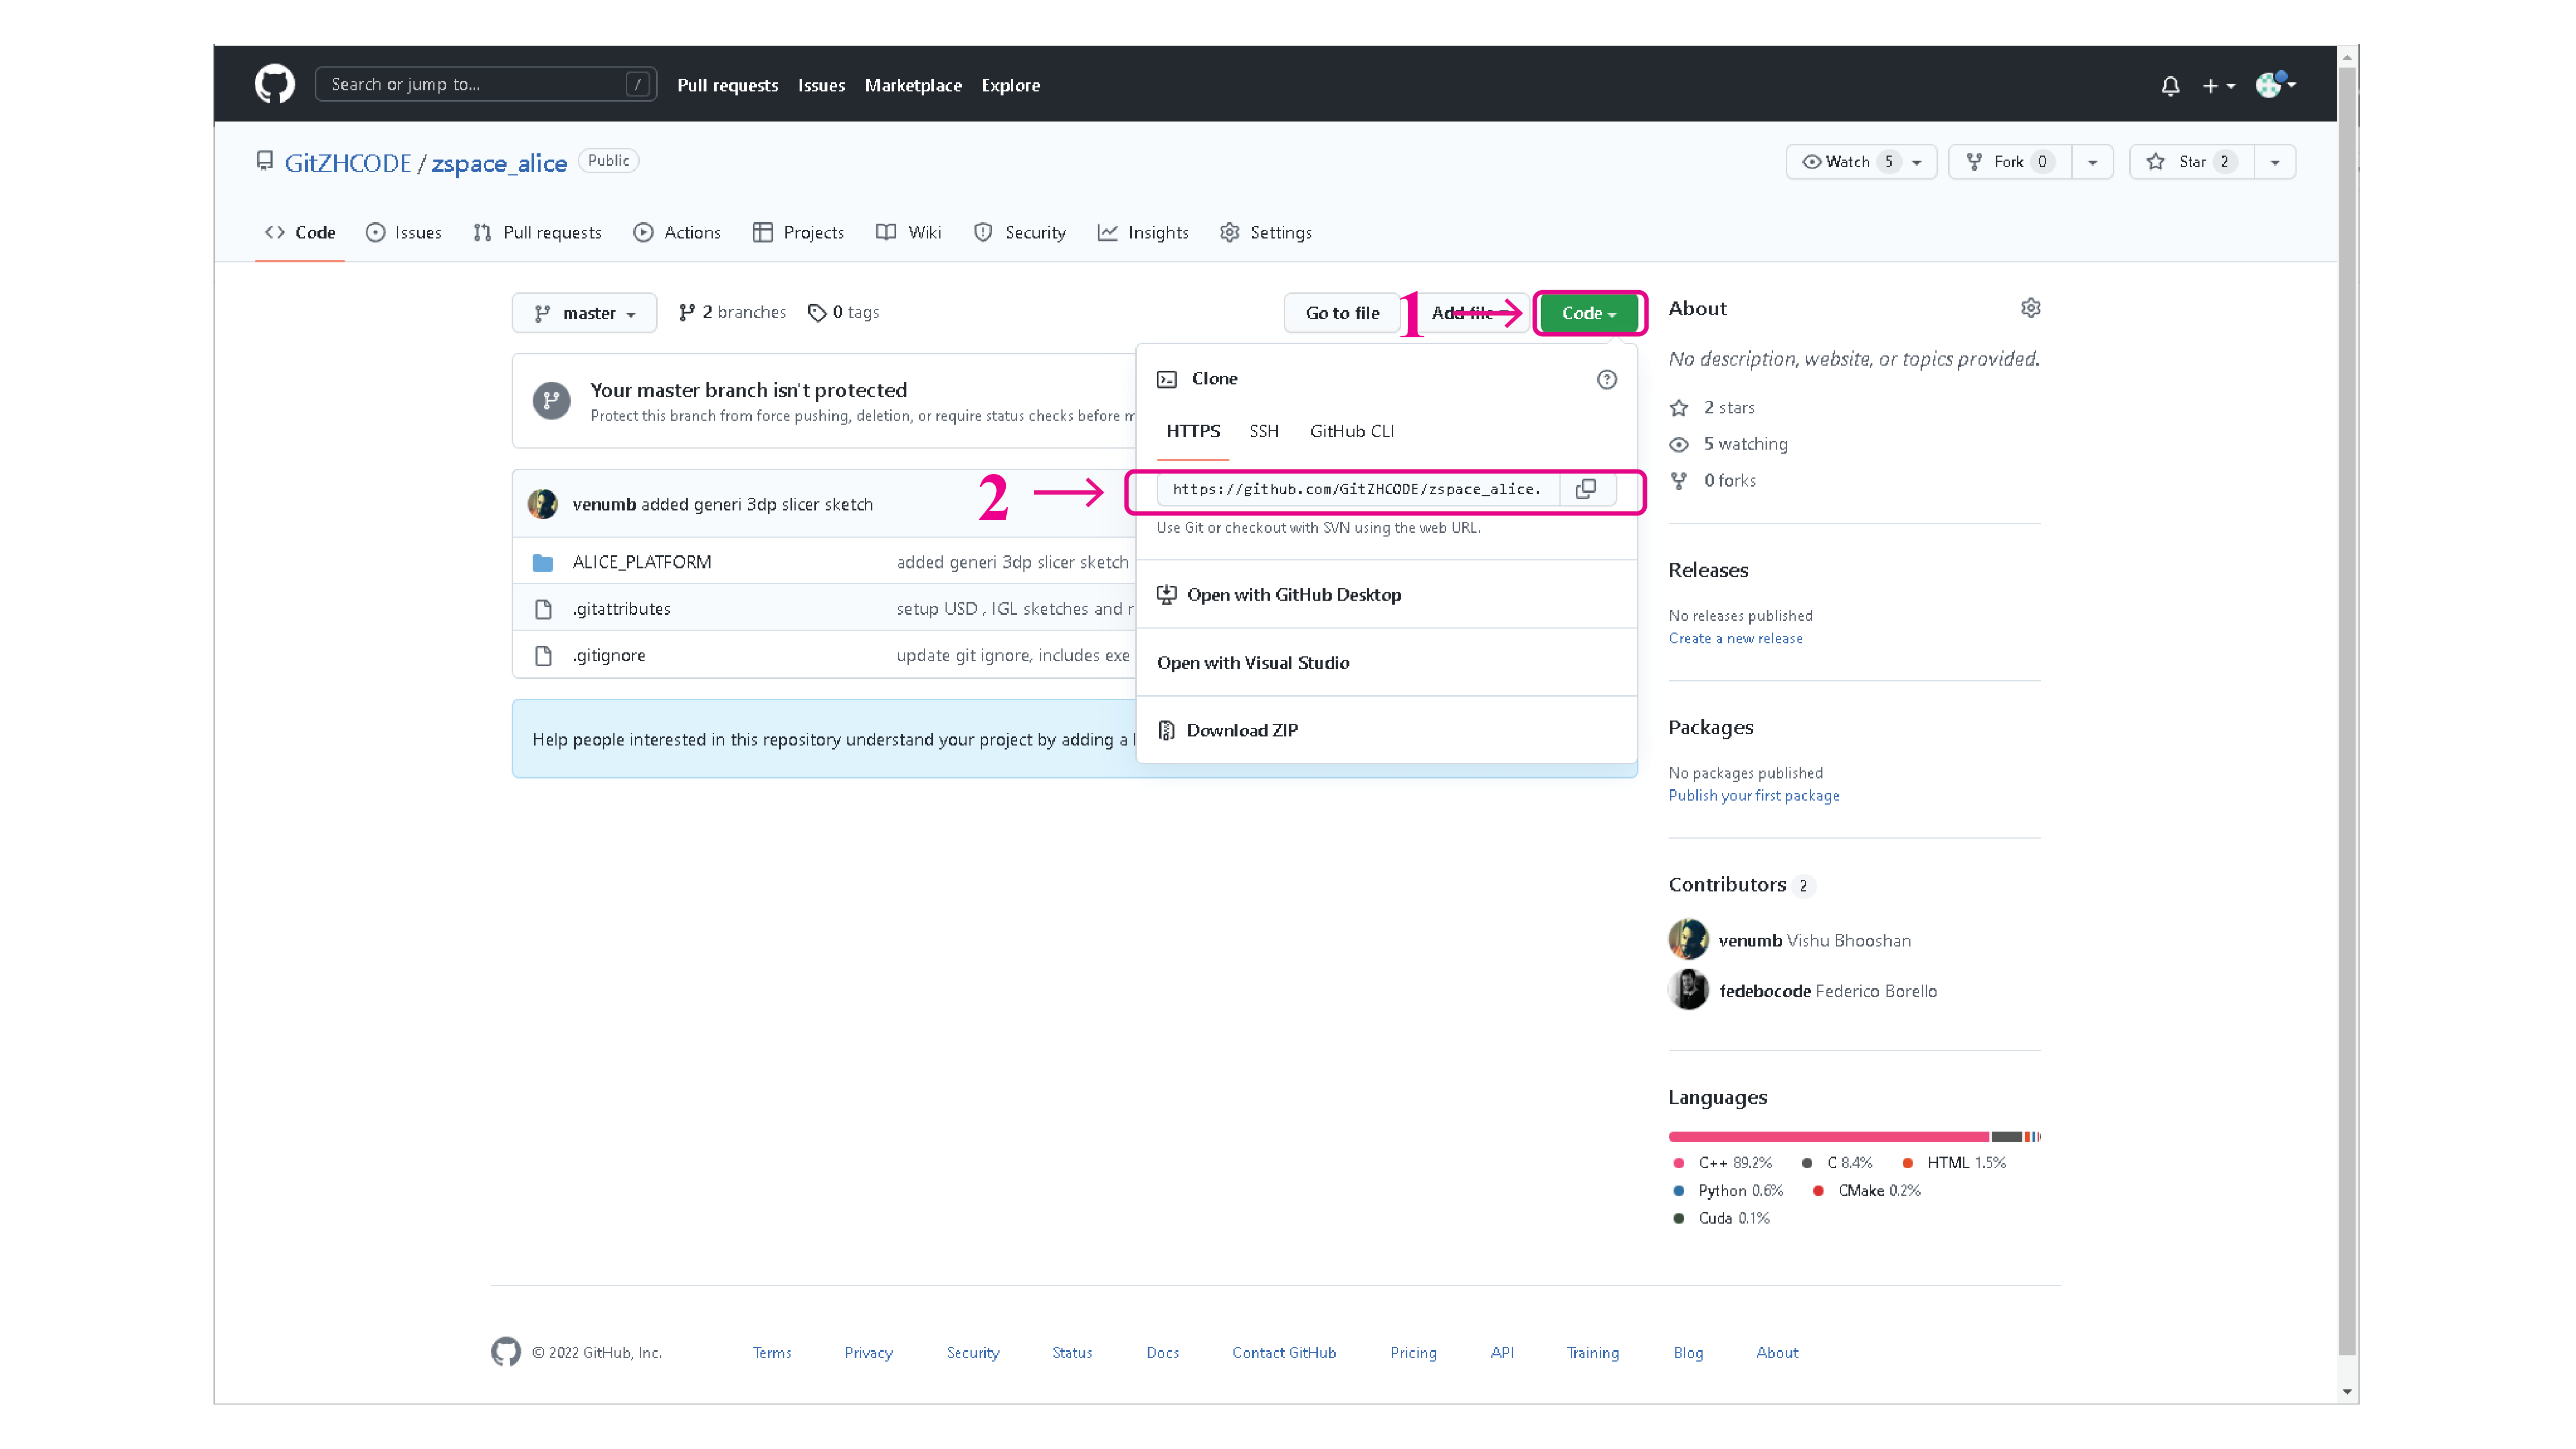 Search or jump to... /
Pull requests Issues Marketplace Explore
GitZHCODE / zspace_alice Public
Watch 5 Fork 0 Star 2
Code Issues Pull requests Actions Projects Wiki Security Insights Settings
master 2 branches 0 tags
Go to file Add file Code
1
About
No description, website, or topics provided.
2 stars
5 watching
0 forks
Your master branch isn't protected
Protect this branch from force pushing, deletion, or require status checks before
Clone
HTTPS SSH GitHub CLI
2
https://github.com/GitZHCODE/zspace_alice.
Use Git or checkout with SVN using the web URL.
Open with GitHub Desktop
Open with Visual Studio
Download ZIP
venumb added generi 3dp slicer sketch
ALICE_PLATFORM added generi 3dp slicer sketch
.gitattributes setup USD , IGL sketches and
.gitignore update git ignore, includes exe
Help people interested in this repository understand your project by adding a
Releases
No releases published
Create a new release
Packages
No packages published
Publish your first package
Contributors 2
venumb Vishu Bhooshan
fedebocode Federico Borello
Languages
C++ 89.2% C 8.4% HTML 1.5%
Python 0.6% CMake 0.2%
Cuda 0.1%
© 2022 GitHub, Inc. Terms Privacy Security Status Docs Contact GitHub Pricing API Training Blog About